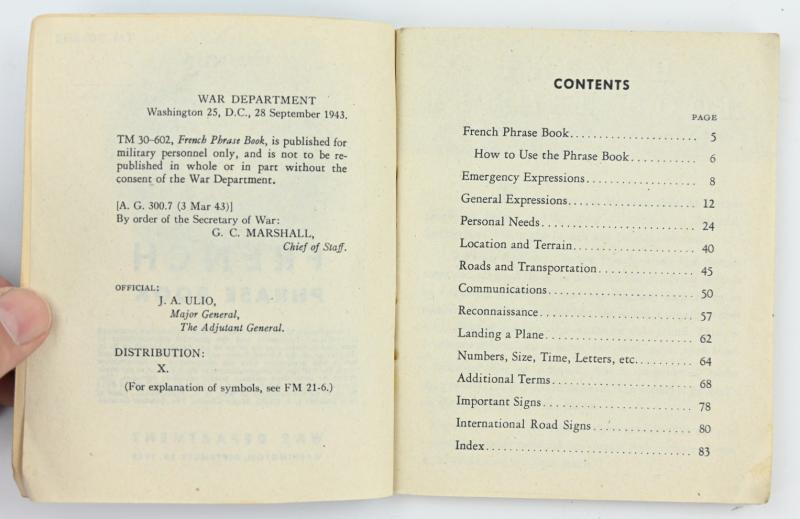 WAR DEPARTMENT
Washington 25, D.C., 28 September 1943.
TM 30-602, French Phrase Book, is published for
military personnel only, and is not to be re-
published in whole or in part without the
consent of the War Department.
[A. G. 300.7 (3 Mar 43)]
By order of the Secretary of War:
G. C. MARSHALL,
Chief of Staff.
OFFICIAL:
J. A. ULIO,
Major General,
The Adjutant General.
DISTRIBUTION:
X.
(For explanation of symbols, see FM 21-6.)
CONTENTS
PAGE
French Phrase Book...................... 5
How to Use the Phrase Book............ 6
Emergency Expressions................... 8
General Expressions...................... 12
Personal Needs.......................... 24
Location and Terrain..................... 40
Roads and Transportation................ 45
Communications......................... 50
Reconnaissance.......................... 57
Landing a Plane......................... 62
Numbers, Size, Time, Letters, etc.......... 64
Additional Terms........................ 68
Important Signs......................... 78
International Road Signs................. 80
Index................................... 83